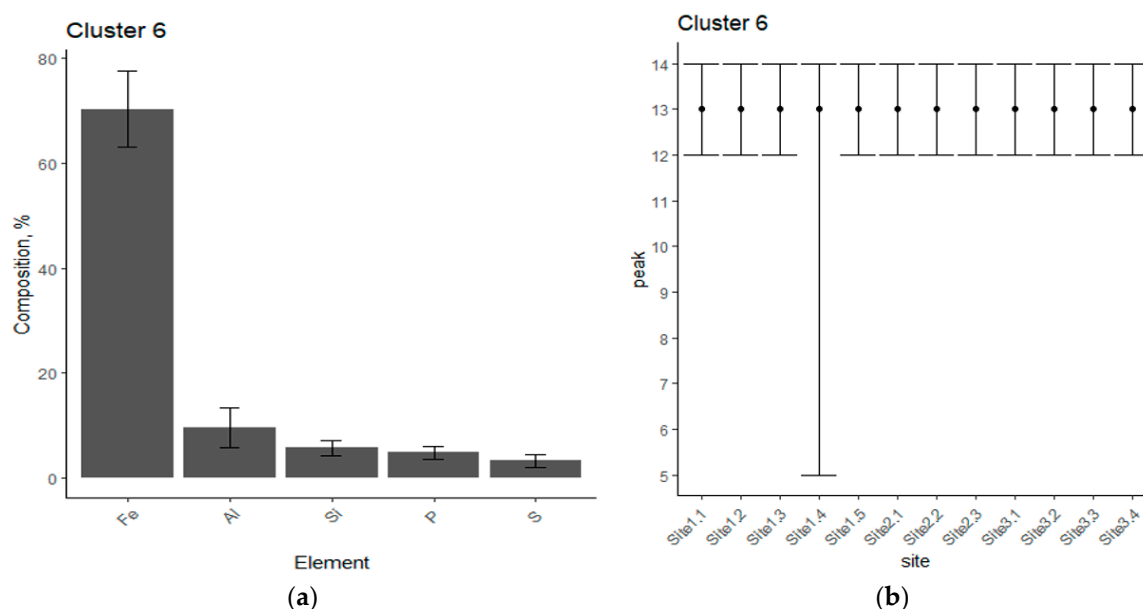 Cluster 6
Composition, %
80
60
40
20
0
Fe
Al
Si
P
S
Element
(a)
Cluster 6
peak
14
13
12
11
10
9
8
7
6
5
Site1.1
Site1.2
Site1.3
Site1.4
Site1.5
Site2.1
Site2.2
Site2.3
Site3.1
Site3.2
Site3.3
Site3.4
site
(b)